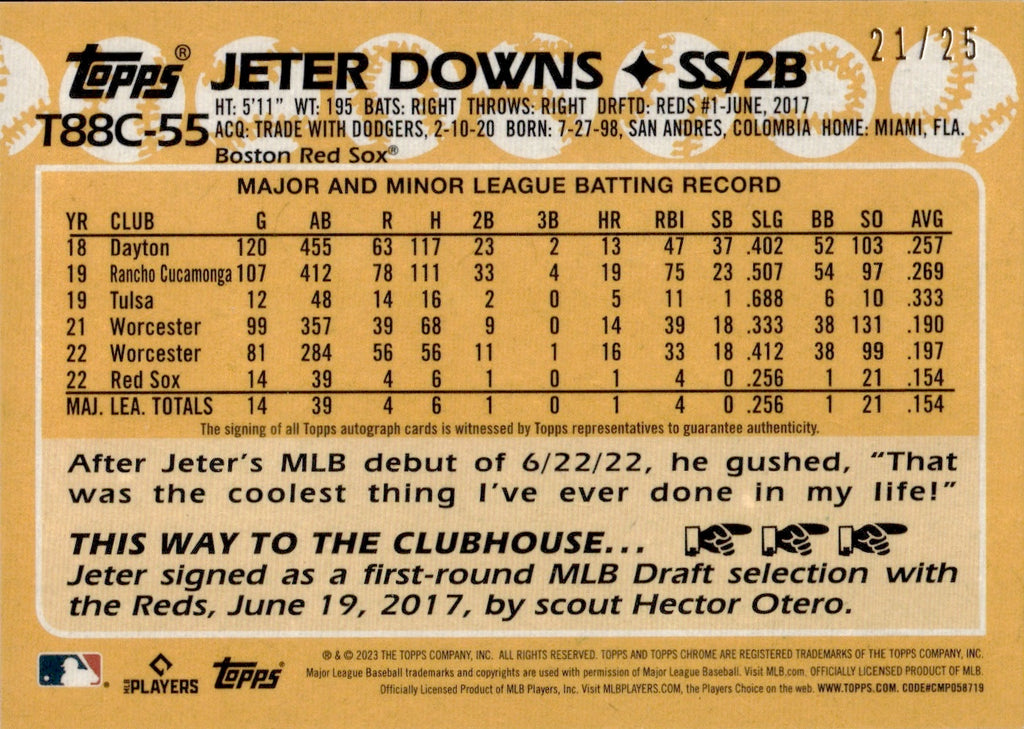 21/25
Topps® JETER DOWNS ✦ SS/2B
T88C-55
HT: 5'11" WT: 195 BATS: RIGHT THROWS: RIGHT DRFTD: REDS #1-JUNE, 2017
ACQ: TRADE WITH DODGERS, 2-10-20 BORN: 7-27-98, SAN ANDRES, COLOMBIA HOME: MIAMI, FLA.
Boston Red Sox®
MAJOR AND MINOR LEAGUE BATTING RECORD
YR CLUB G AB R H 2B 3B HR RBI SB SLG BB SO AVG
18 Dayton 120 455 63 117 23 2 13 47 37 .402 52 103 .257
19 Rancho Cucamonga 107 412 78 111 33 4 19 75 23 .507 54 97 .269
19 Tulsa 12 48 14 16 2 0 5 11 1 .688 6 10 .333
21 Worcester 99 357 39 68 9 0 14 39 18 .333 38 131 .190
22 Worcester 81 284 56 56 11 1 16 33 18 .412 38 99 .197
22 Red Sox 14 39 4 6 1 0 1 4 0 .256 1 21 .154
MAJ. LEA. TOTALS 14 39 4 6 1 0 1 4 0 .256 1 21 .154
The signing of all Topps autograph cards is witnessed by Topps representatives to guarantee authenticity.
After Jeter's MLB debut of 6/22/22, he gushed, "That
was the coolest thing I've ever done in my life!"
THIS WAY TO THE CLUBHOUSE...
Jeter signed as a first-round MLB Draft selection with
the Reds, June 19, 2017, by scout Hector Otero.
MLB PLAYERS
Topps®
® & © 2023 THE TOPPS COMPANY, INC. ALL RIGHTS RESERVED. TOPPS AND TOPPS CHROME ARE REGISTERED TRADEMARKS OF THE TOPPS COMPANY, INC.
Major League Baseball trademarks and copyrights are used with permission of Major League Baseball. Visit MLB.com. OFFICIALLY LICENSED PRODUCT OF MLB.
Officially Licensed Product of MLB Players, Inc. Visit MLBPLAYERS.COM, the Players Choice on the web. WWW.TOPPS.COM. CODE#CMP058719